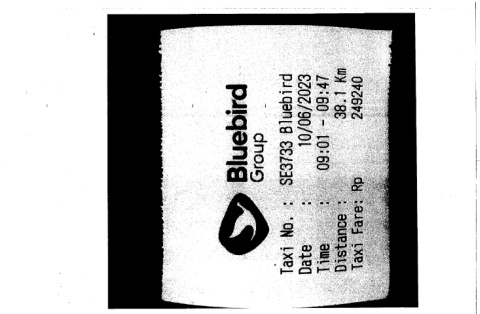 Bluebird
Group
Taxi No. : SE3733 Bluebird
Date : 10/06/2023
Time : 09:01 - 09:47
Distance : 38.1 Km
Taxi Fare: Rp 249240